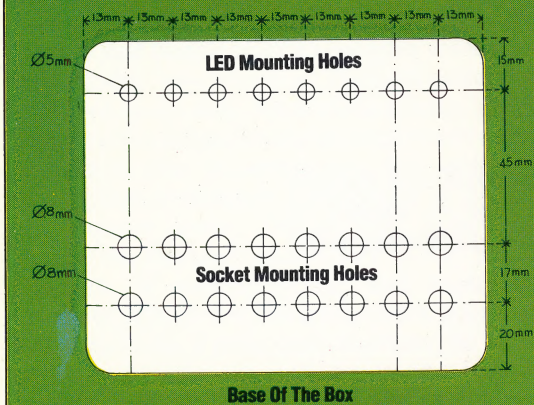 13mm 13mm 13mm 13mm 13mm 13mm 13mm 13mm 13mm
Ø5mm
LED Mounting Holes
15mm
45mm
Ø8mm
Socket Mounting Holes
17mm
Ø8mm
20mm
Base Of The Box